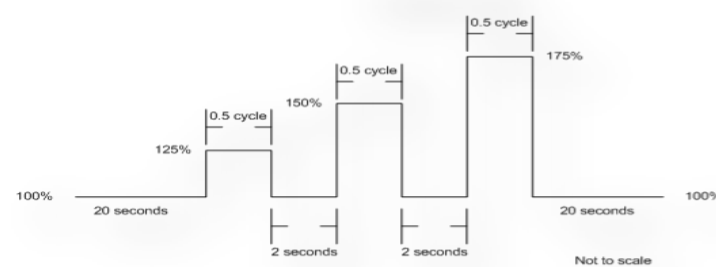 0.5 cycle
175%
0.5 cycle
150%
0.5 cycle
125%
100%
100%
20 seconds
20 seconds
2 seconds
2 seconds
Not to scale